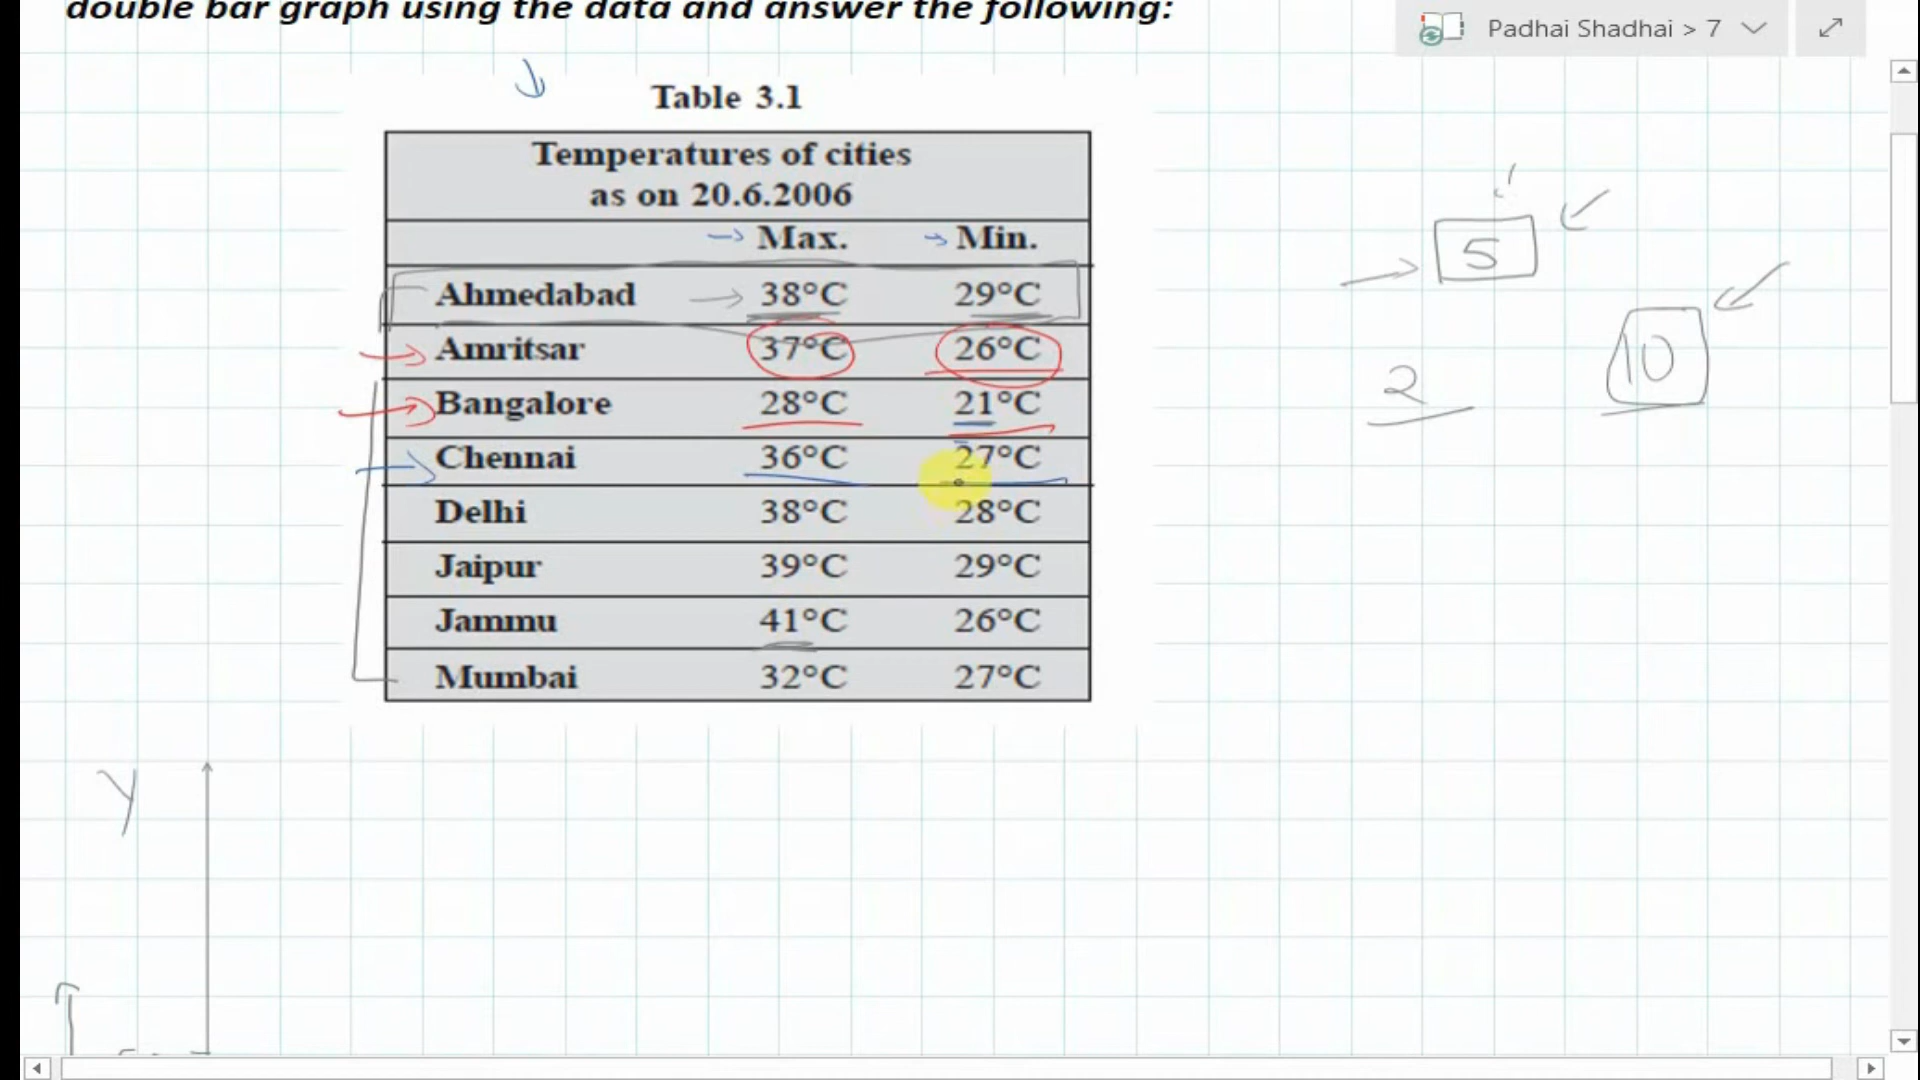 double bar graph using the data and answer the following:
Padhai Shadhai > 7
Table 3.1
Temperatures of cities
as on 20.6.2006
Max. Min.
Ahmedabad 38°C 29°C
Amritsar 37°C 26°C
Bangalore 28°C 21°C
Chennai 36°C 27°C
Delhi 38°C 28°C
Jaipur 39°C 29°C
Jammu 41°C 26°C
Mumbai 32°C 27°C
5
10
2
Y